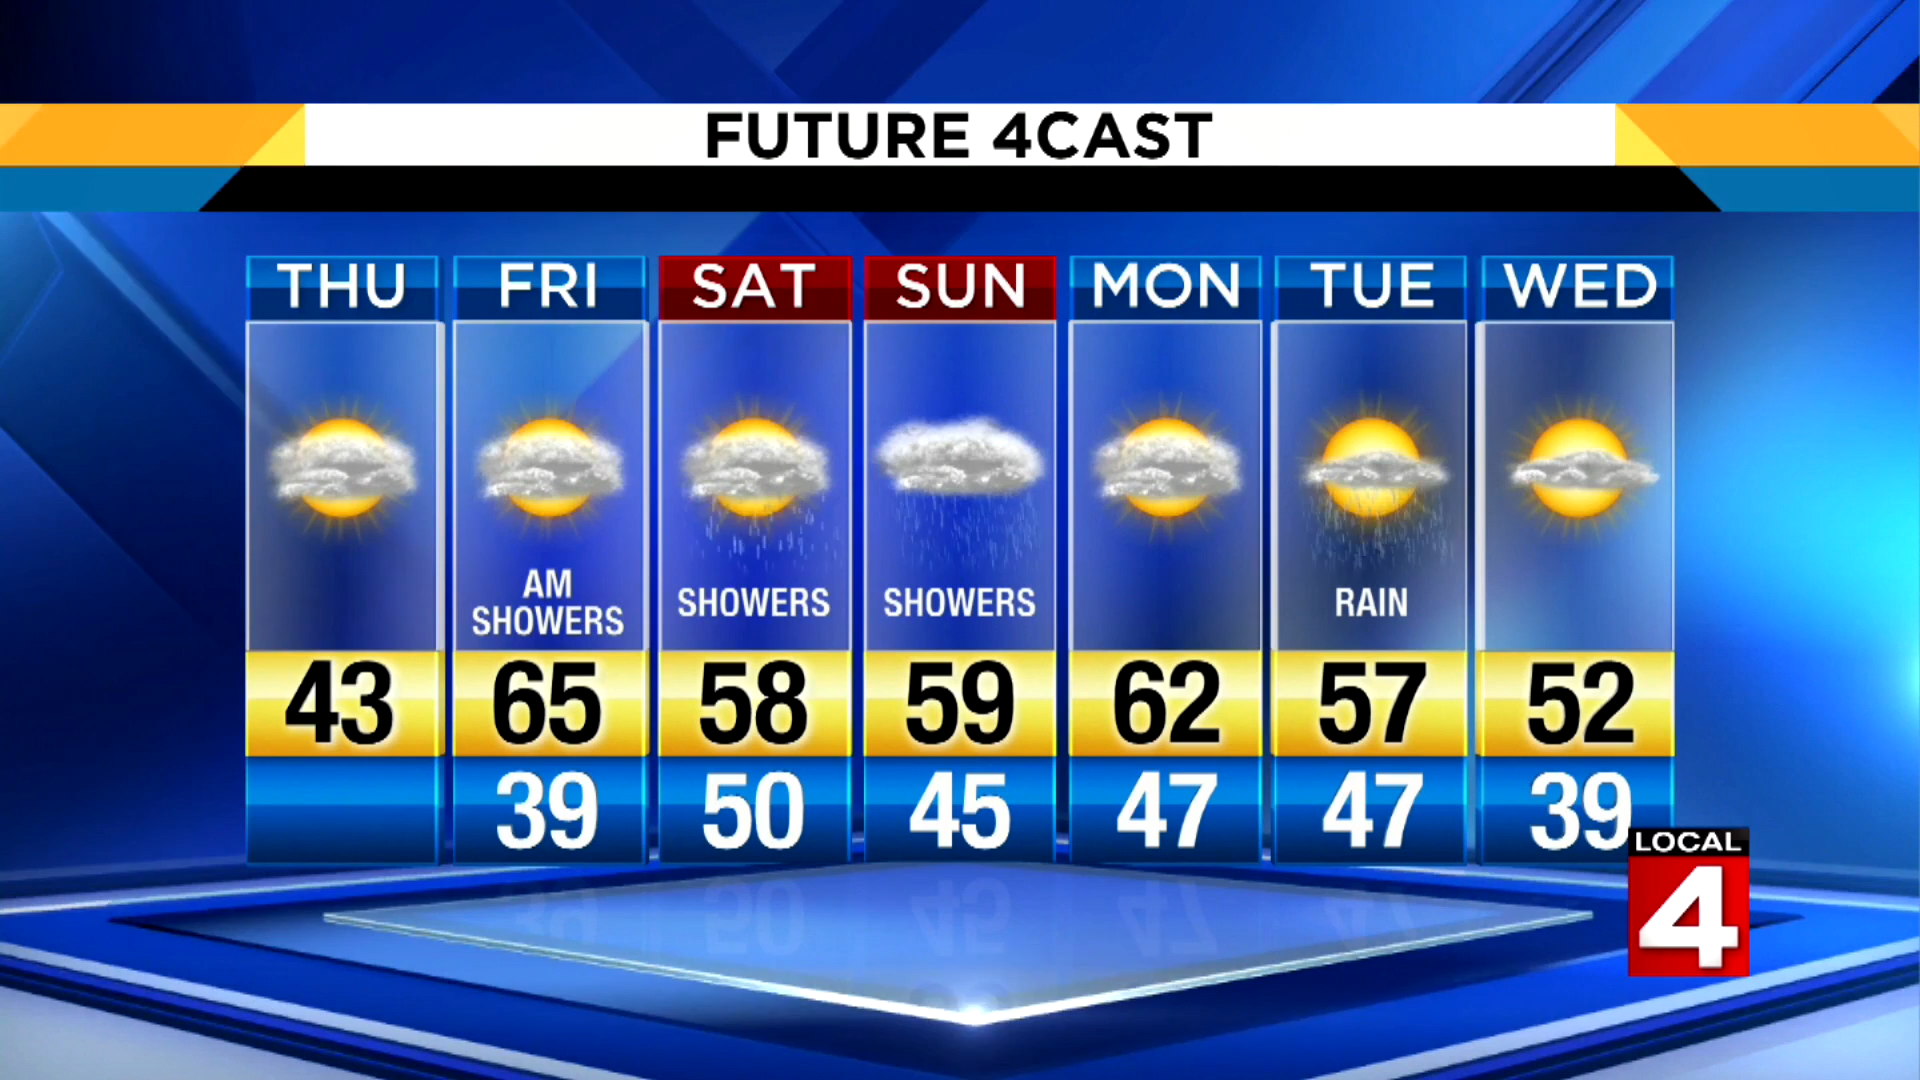 FUTURE 4CAST
THU FRI SAT SUN MON TUE WED
AM
SHOWERS SHOWERS SHOWERS RAIN
43 65 58 59 62 57 52
39 50 45 47 47 39
LOCAL
4